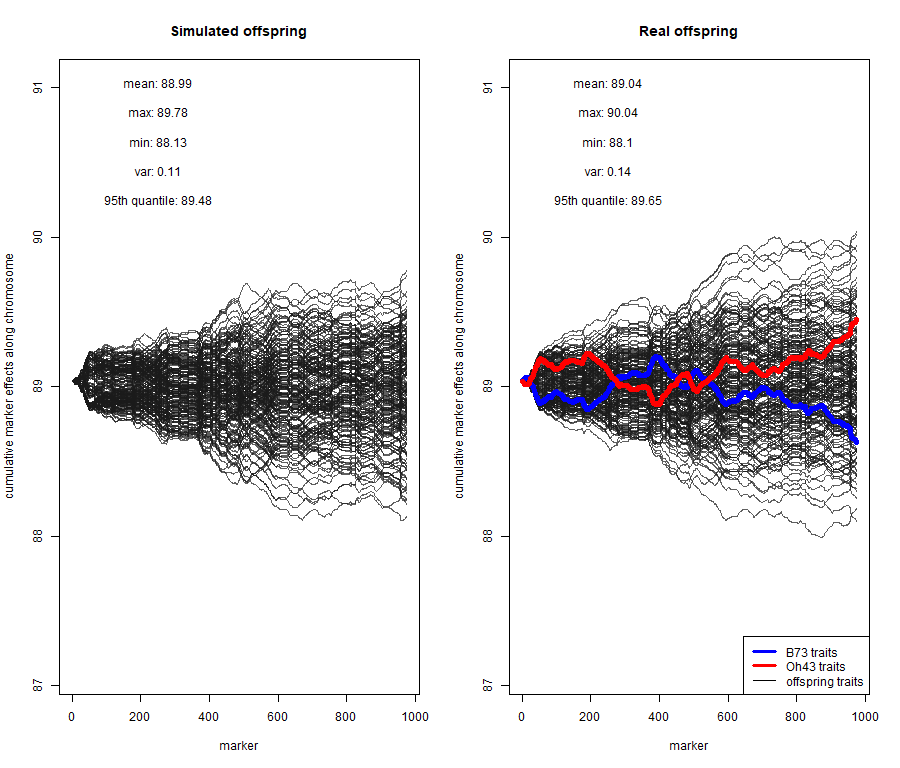 Simulated offspring
mean: 88.99
max: 89.78
min: 88.13
var: 0.11
95th quantile: 89.48
cumulative marker effects along chromosome
91
90
89
88
87
0 200 400 600 800 1000
marker
Real offspring
mean: 89.04
max: 90.04
min: 88.1
var: 0.14
95th quantile: 89.65
cumulative marker effects along chromosome
91
90
89
88
87
B73 traits
Oh43 traits
offspring traits
0 200 400 600 800 1000
marker